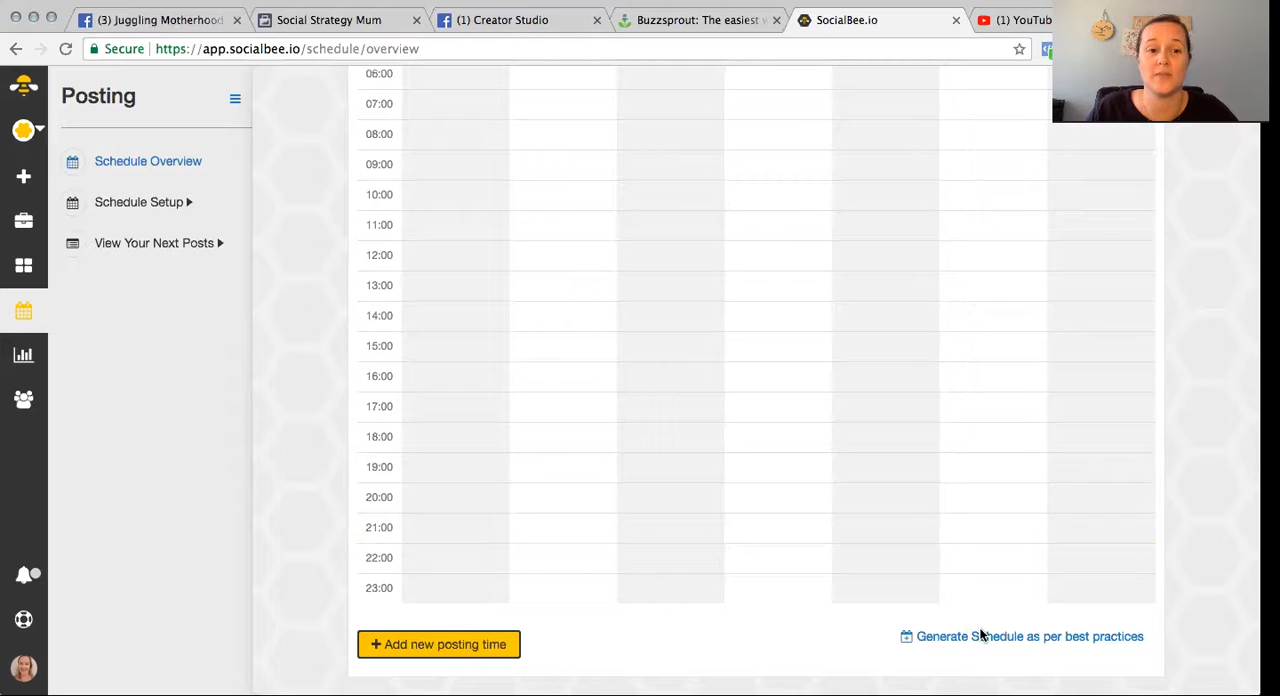 (3) Juggling Motherhood
Social Strategy Mum
(1) Creator Studio
Buzzsprout: The easiest
SocialBee.io
(1) YouTub
Secure https://app.socialbee.io/schedule/overview
Posting
Schedule Overview
Schedule Setup
View Your Next Posts
06:00
07:00
08:00
09:00
10:00
11:00
12:00
13:00
14:00
15:00
16:00
17:00
18:00
19:00
20:00
21:00
22:00
23:00
+ Add new posting time
Generate Schedule as per best practices